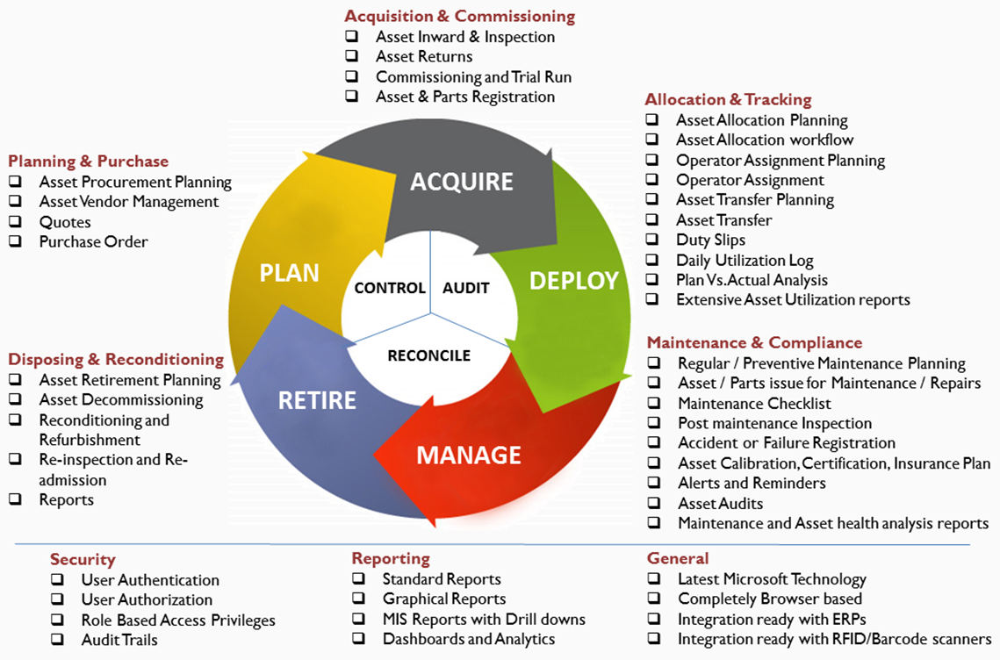 Acquisition & Commissioning
Asset Inward & Inspection
Asset Returns
Commissioning and Trial Run
Asset & Parts Registration
Allocation & Tracking
Asset Allocation Planning
Asset Allocation workflow
Operator Assignment Planning
Operator Assignment
Asset Transfer Planning
Asset Transfer
Duty Slips
Daily Utilization Log
Plan Vs. Actual Analysis
Extensive Asset Utilization reports
Planning & Purchase
Asset Procurement Planning
Asset Vendor Management
Quotes
Purchase Order
ACQUIRE
PLAN
DEPLOY
CONTROL
AUDIT
RECONCILE
RETIRE
MANAGE
Maintenance & Compliance
Regular / Preventive Maintenance Planning
Asset / Parts issue for Maintenance / Repairs
Maintenance Checklist
Post maintenance Inspection
Accident or Failure Registration
Asset Calibration, Certification, Insurance Plan
Alerts and Reminders
Asset Audits
Maintenance and Asset health analysis reports
Disposing & Reconditioning
Asset Retirement Planning
Asset Decommissioning
Reconditioning and
Refurbishment
Re-inspection and Re-
admission
Reports
Security
User Authentication
User Authorization
Role Based Access Privileges
Audit Trails
Reporting
Standard Reports
Graphical Reports
MIS Reports with Drill downs
Dashboards and Analytics
General
Latest Microsoft Technology
Completely Browser based
Integration ready with ERPs
Integration ready with RFID/Barcode scanners